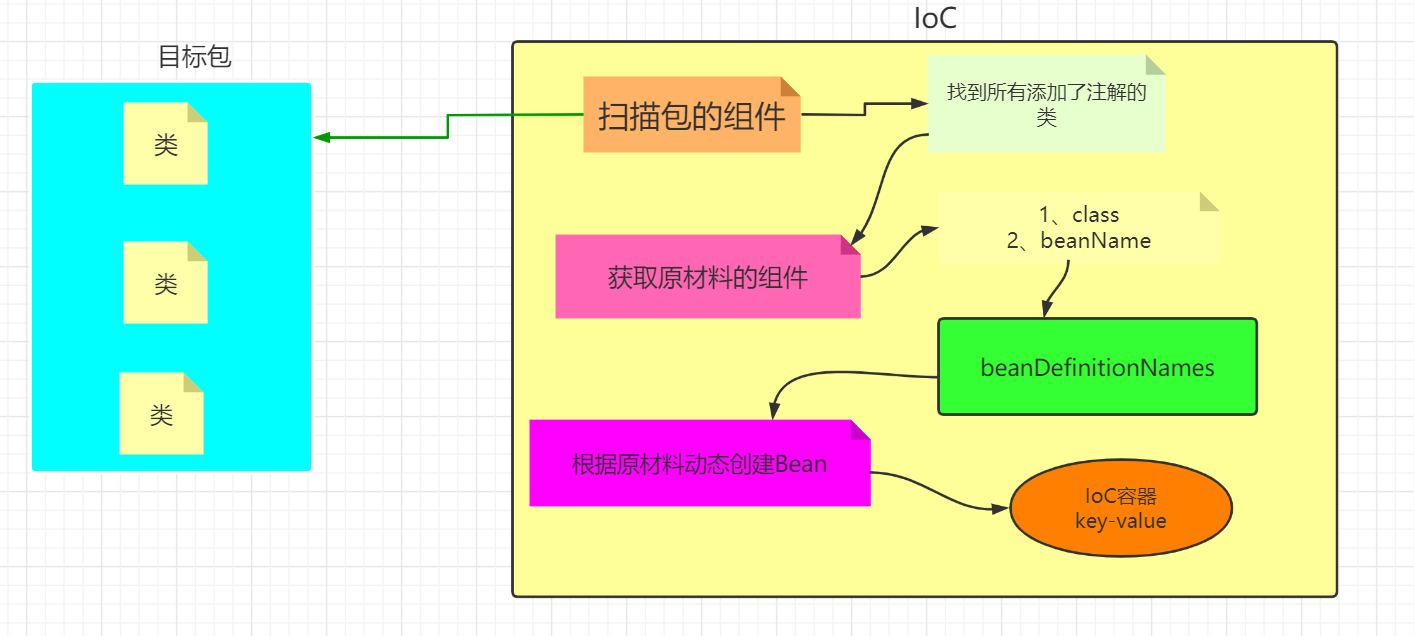 IoC
目标包
类
类
类
扫描包的组件
找到所有添加了注解的
类
获取原材料的组件
1、class
2、beanName
beanDefinitionNames
根据原材料动态创建Bean
IoC容器
key-value